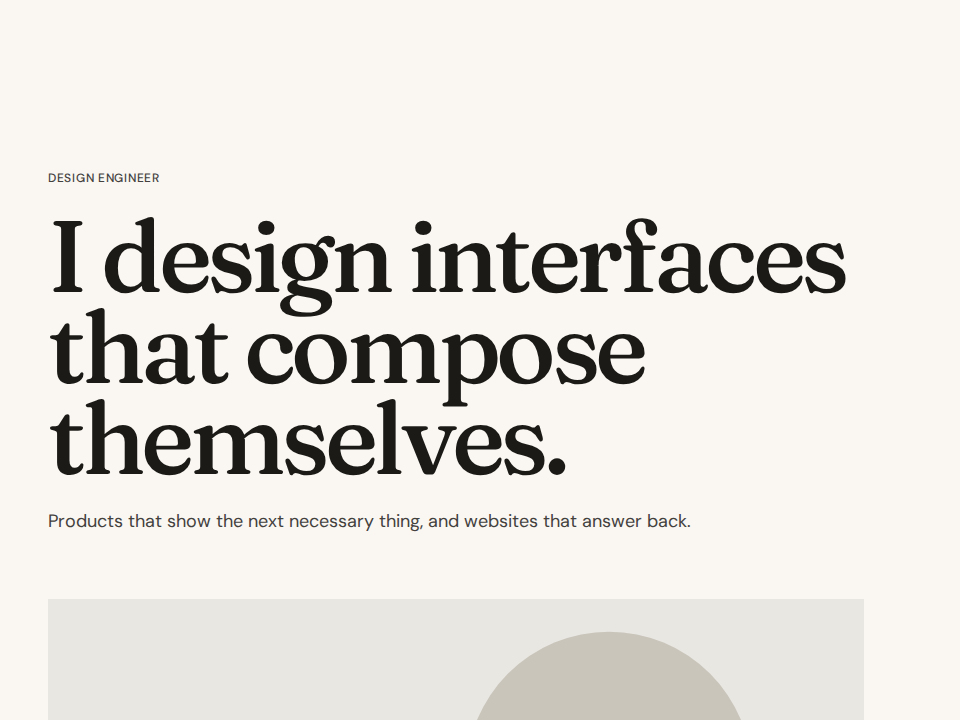 DESIGN ENGINEER
I design interfaces
that compose
themselves.
Products that show the next necessary thing, and websites that answer back.